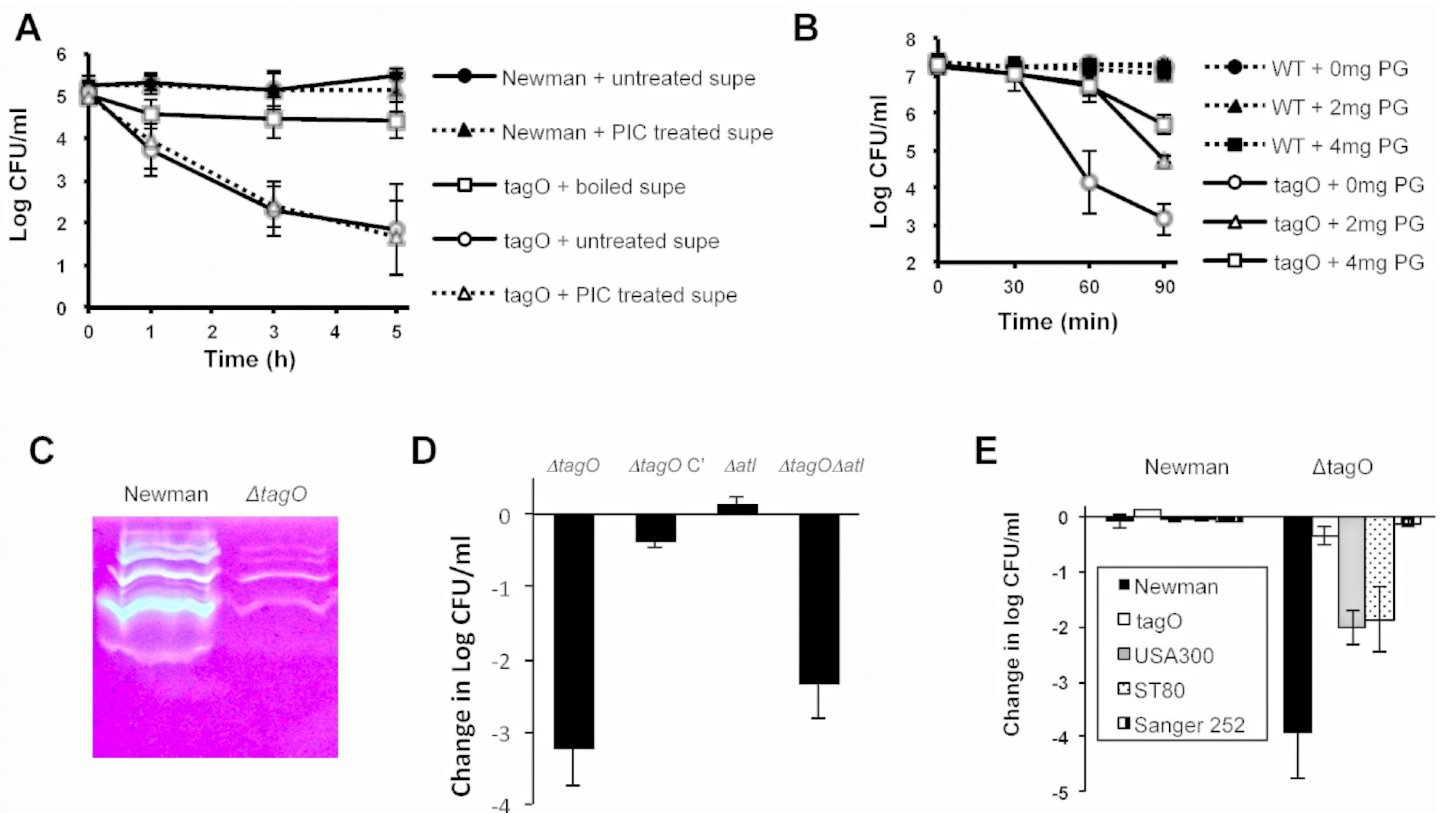 A
Log CFU/ml
6
5
4
3
2
1
0
0 1 2 3 4 5
Time (h)
Newman + untreated supe
Newman + PIC treated supe
tagO + boiled supe
tagO + untreated supe
tagO + PIC treated supe
B
Log CFU/ml
8
7
6
5
4
3
2
0 30 60 90
Time (min)
WT + 0mg PG
WT + 2mg PG
WT + 4mg PG
tagO + 0mg PG
tagO + 2mg PG
tagO + 4mg PG
C
Newman ΔtagO
D
ΔtagO ΔtagO C' Δatl ΔtagOΔatl
Change in Log CFU/ml
0
-1
-2
-3
-4
E
Newman ΔtagO
Change in log CFU/ml
0
-1
-2
-3
-4
-5
Newman
tagO
USA300
ST80
Sanger 252